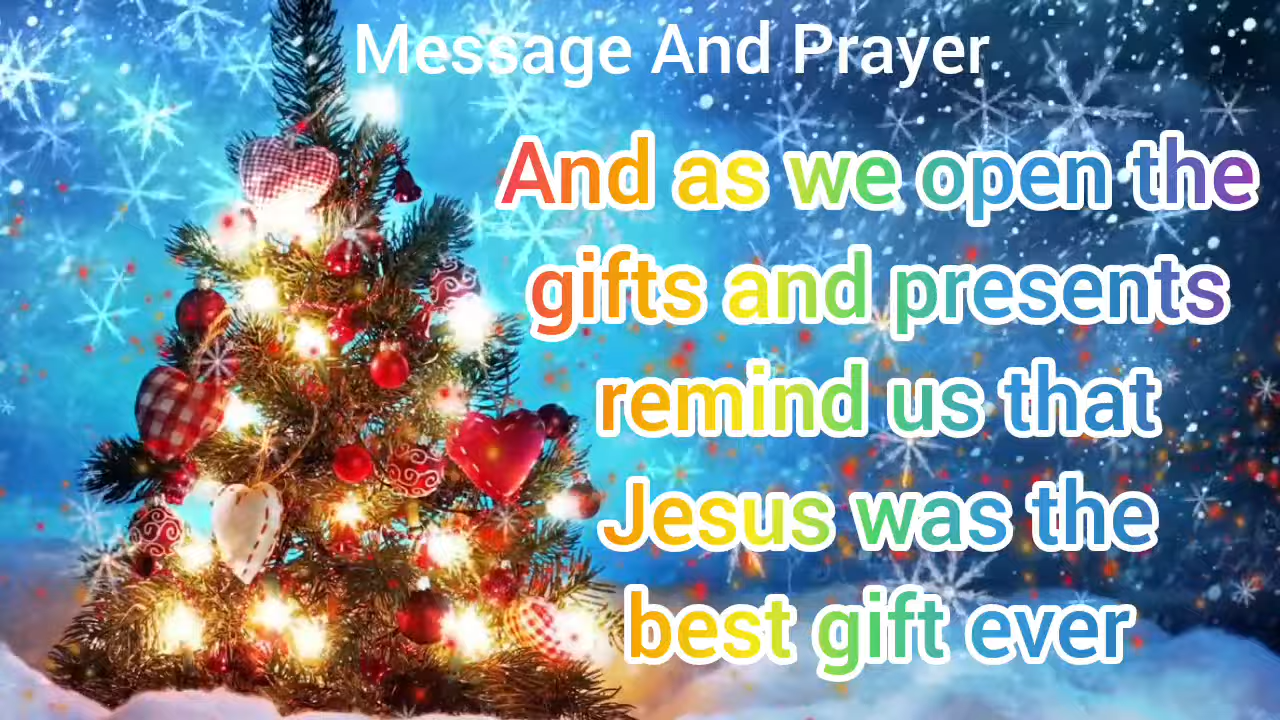 Message And Prayer
And as we open the
gifts and presents
remind us that
Jesus was the
best gift ever